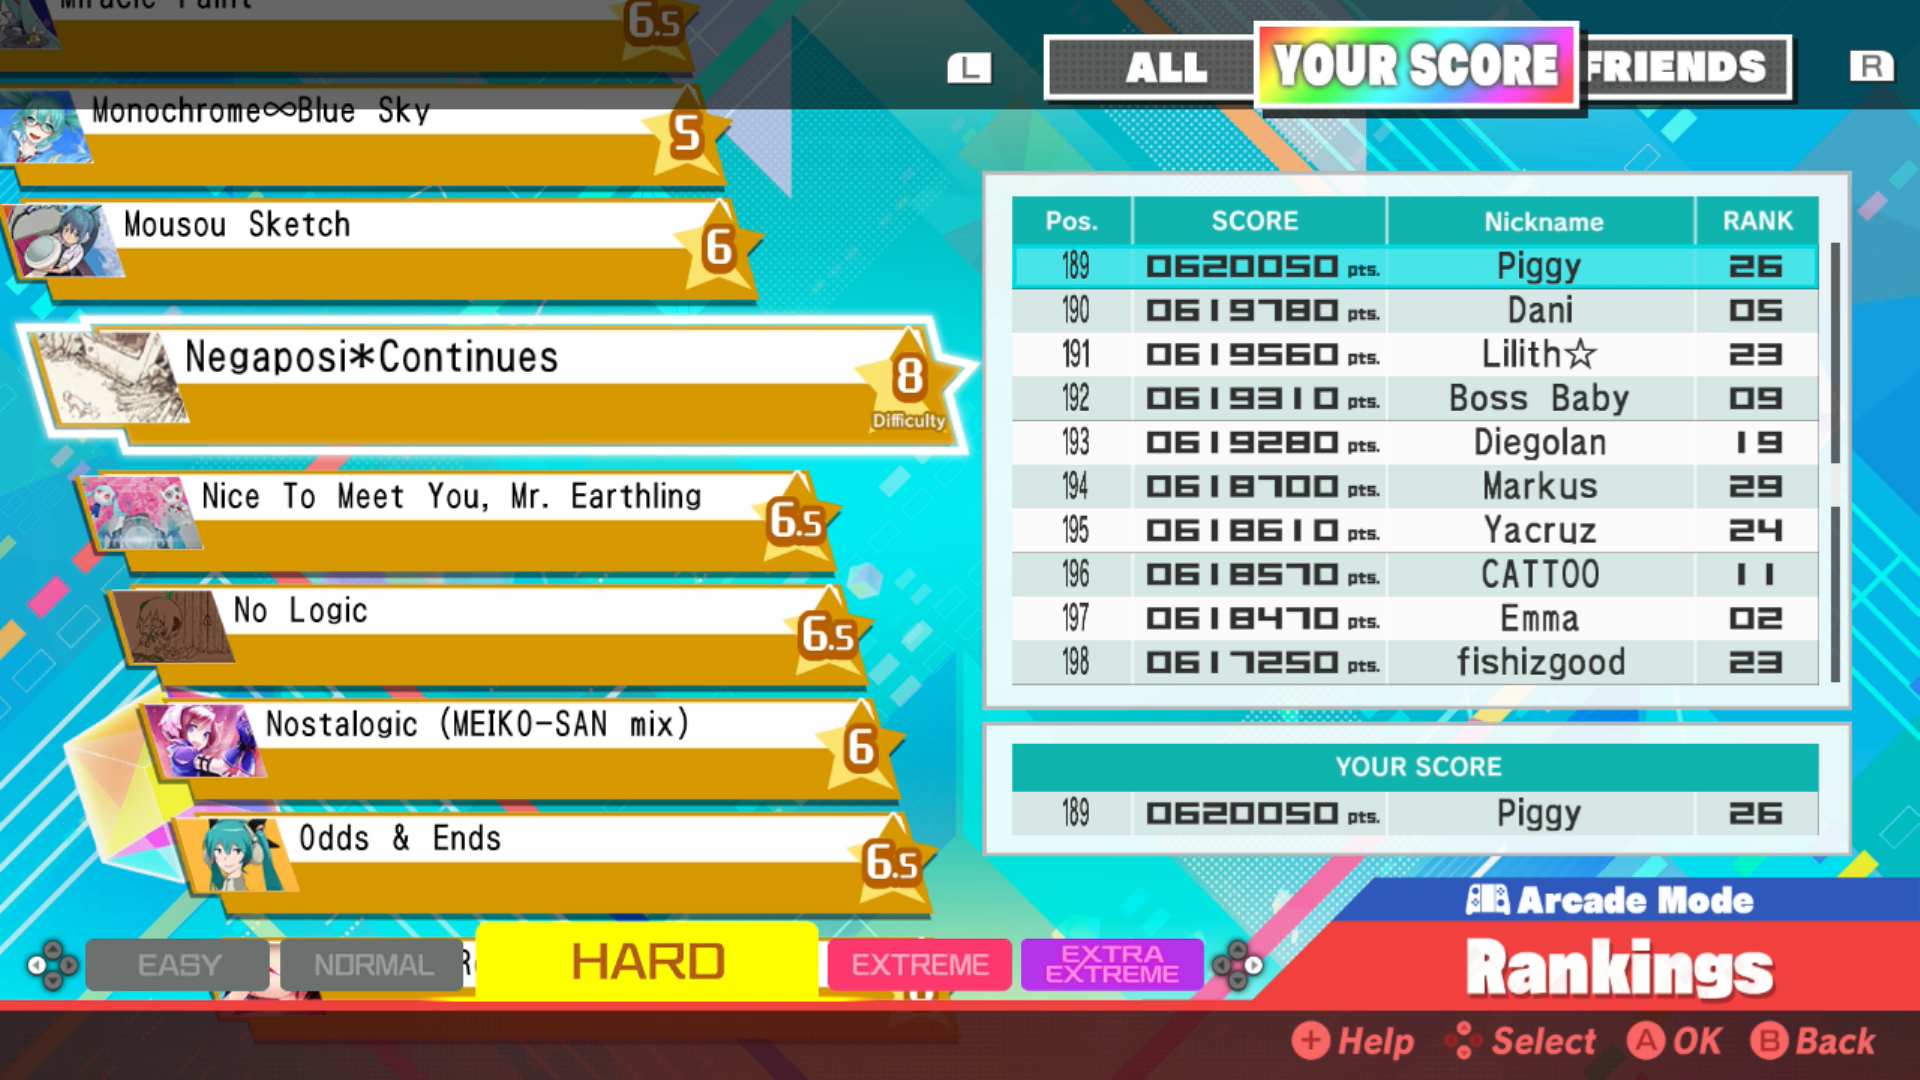 6.5
L
ALL
YOUR SCORE
FRIENDS
R
Monochrome∞Blue Sky
5
Mousou Sketch
6
Negaposi*Continues
8
Difficulty
Nice To Meet You, Mr. Earthling
6.5
No Logic
6.5
Nostalogic (MEIKO-SAN mix)
6
Odds & Ends
6.5
Pos. SCORE Nickname RANK
189 0620050 pts. Piggy 26
190 0619780 pts. Dani 05
191 0619560 pts. Lilith☆ 23
192 0619310 pts. Boss Baby 09
193 0619280 pts. Diegolan 19
194 0618700 pts. Markus 29
195 0618610 pts. Yacruz 24
196 0618570 pts. CATTOO 11
197 0618470 pts. Emma 02
198 0617250 pts. fishizgood 23
YOUR SCORE
189 0620050 pts. Piggy 26
Arcade Mode
Rankings
EASY
NORMAL
HARD
EXTREME
EXTRA
EXTREME
+ Help
Select
A OK
B Back